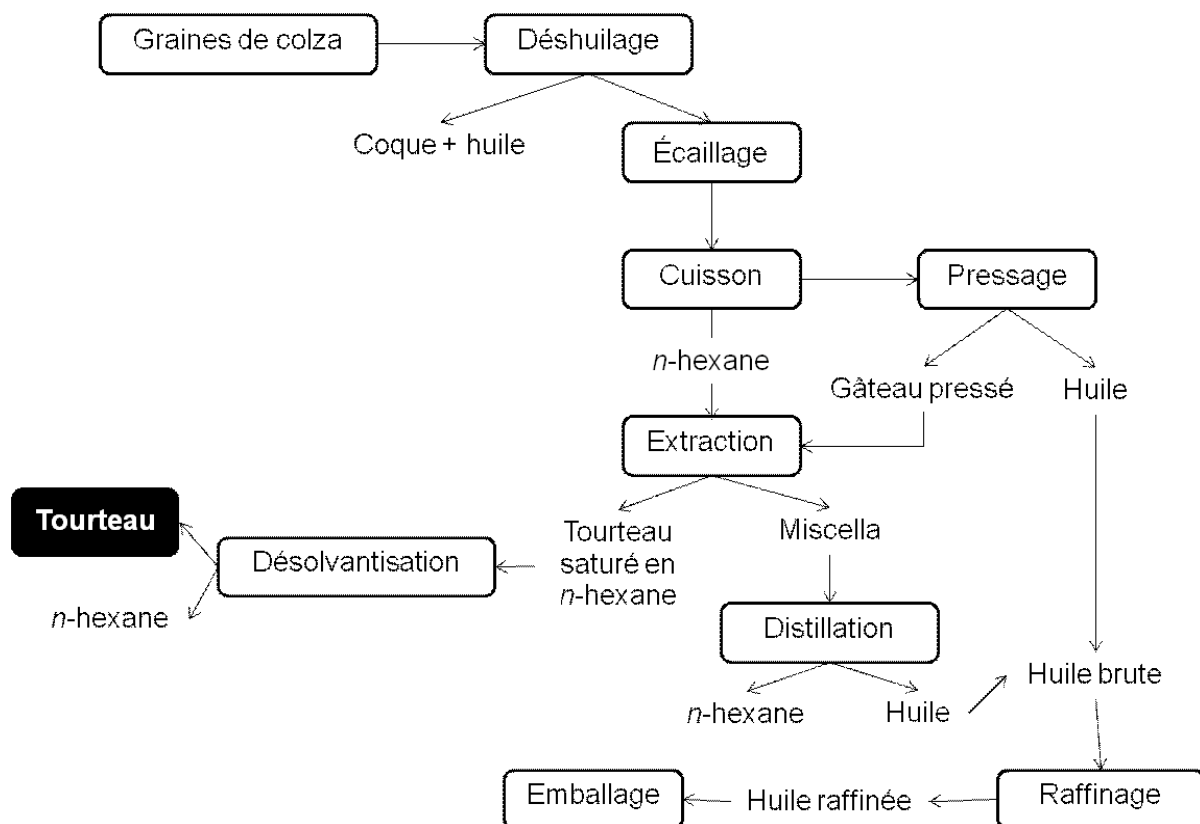 Graines de colza
Déshuilage
Coque + huile
Écaillage
Cuisson
Pressage
n-hexane
Gâteau pressé
Huile
Extraction
Tourteau
Désolvantisation
Tourteau
saturé en
n-hexane
Miscella
n-hexane
Distillation
n-hexane
Huile
Huile brute
Emballage
Huile raffinée
Raffinage